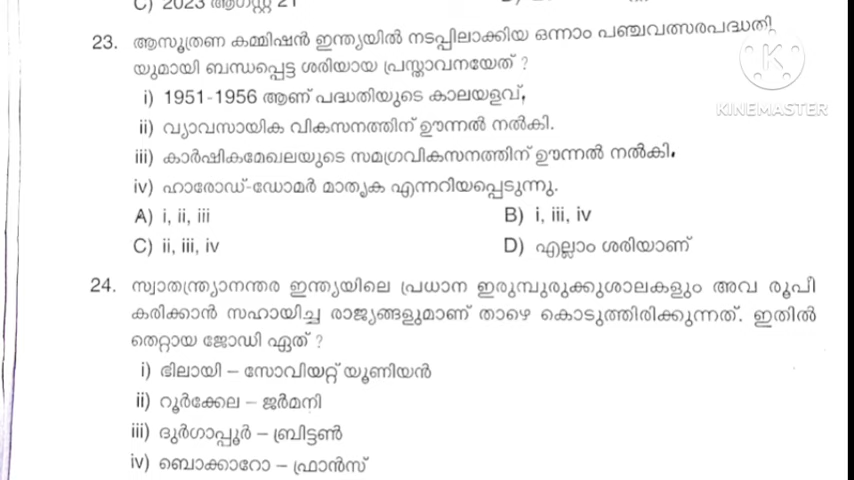 C) 2023 ആഗസ്റ്റ് 21
23. ആസൂത്രണ കമ്മിഷൻ ഇന്ത്യയിൽ നടപ്പിലാക്കിയ ഒന്നാം പഞ്ചവത്സരപദ്ധതി
യുമായി ബന്ധപ്പെട്ട ശരിയായ പ്രസ്താവനയേത് ?
i) 1951-1956 ആണ് പദ്ധതിയുടെ കാലയളവ്,
ii) വ്യാവസായിക വികസനത്തിന് ഊന്നൽ നൽകി.
iii) കാർഷികമേഖലയുടെ സമഗ്രവികസനത്തിന് ഊന്നൽ നൽകി.
iv) ഹാരോഡ്-ഡോമർ മാതൃക എന്നറിയപ്പെടുന്നു.
A) i, ii, iii B) i, iii, iv
C) ii, iii, iv D) എല്ലാം ശരിയാണ്
24. സ്വാതന്ത്ര്യാനന്തര ഇന്ത്യയിലെ പ്രധാന ഇരുമ്പുരുക്കുശാലകളും അവ രൂപീ
കരിക്കാൻ സഹായിച്ച രാജ്യങ്ങളുമാണ് താഴെ കൊടുത്തിരിക്കുന്നത്. ഇതിൽ
തെറ്റായ ജോഡി ഏത് ?
i) ഭിലായി – സോവിയറ്റ് യൂണിയൻ
ii) റൂർക്കേല – ജർമനി
iii) ദുർഗാപ്പൂർ – ബ്രിട്ടൺ
iv) ബൊക്കാറോ – ഫ്രാൻസ്
K
KINEMASTER